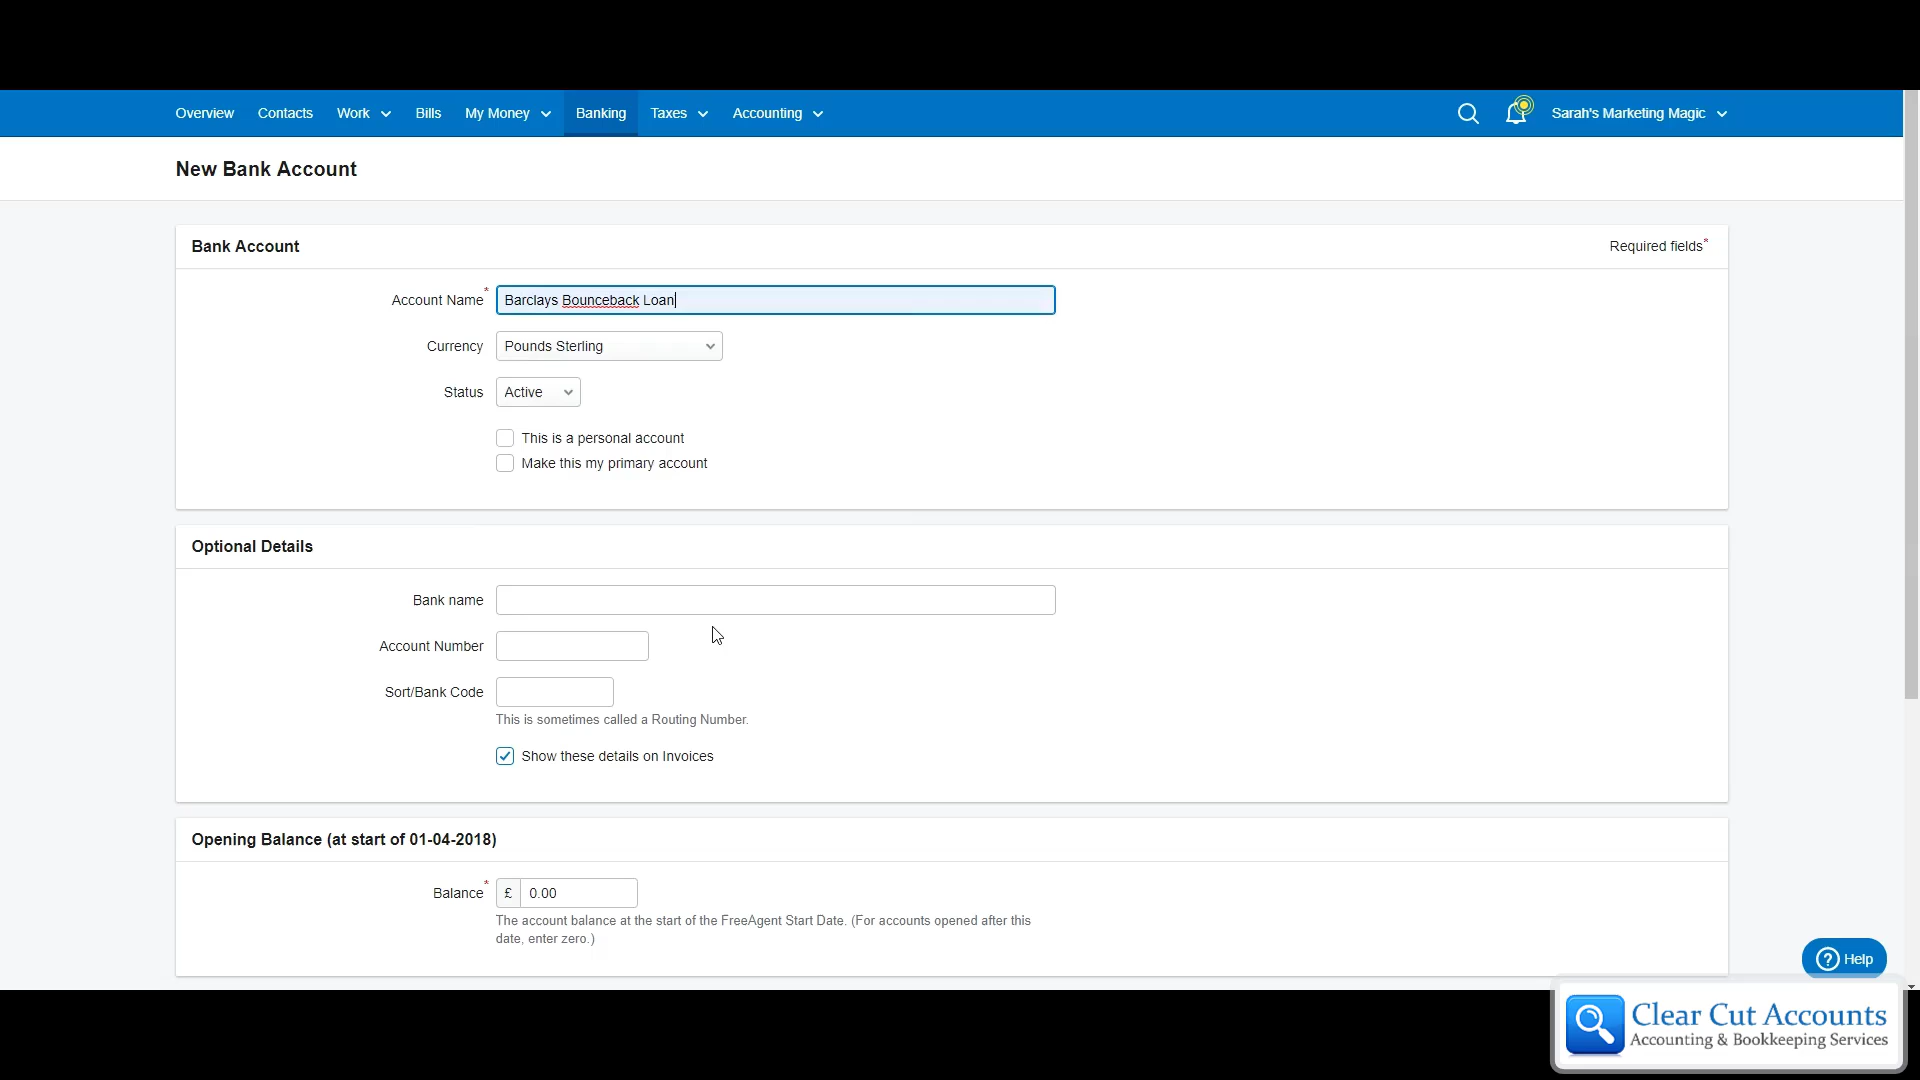 Overview Contacts Work Bills My Money Banking Taxes Accounting Sarah's Marketing Magic
New Bank Account
Bank Account Required fields*
Account Name* Barclays Bounceback Loan
Currency Pounds Sterling
Status Active
This is a personal account
Make this my primary account
Optional Details
Bank name
Account Number
Sort/Bank Code
This is sometimes called a Routing Number.
Show these details on Invoices
Opening Balance (at start of 01-04-2018)
Balance* £ 0.00
The account balance at the start of the FreeAgent Start Date. (For accounts opened after this
date, enter zero.)
? Help
Clear Cut Accounts
Accounting & Bookkeeping Services